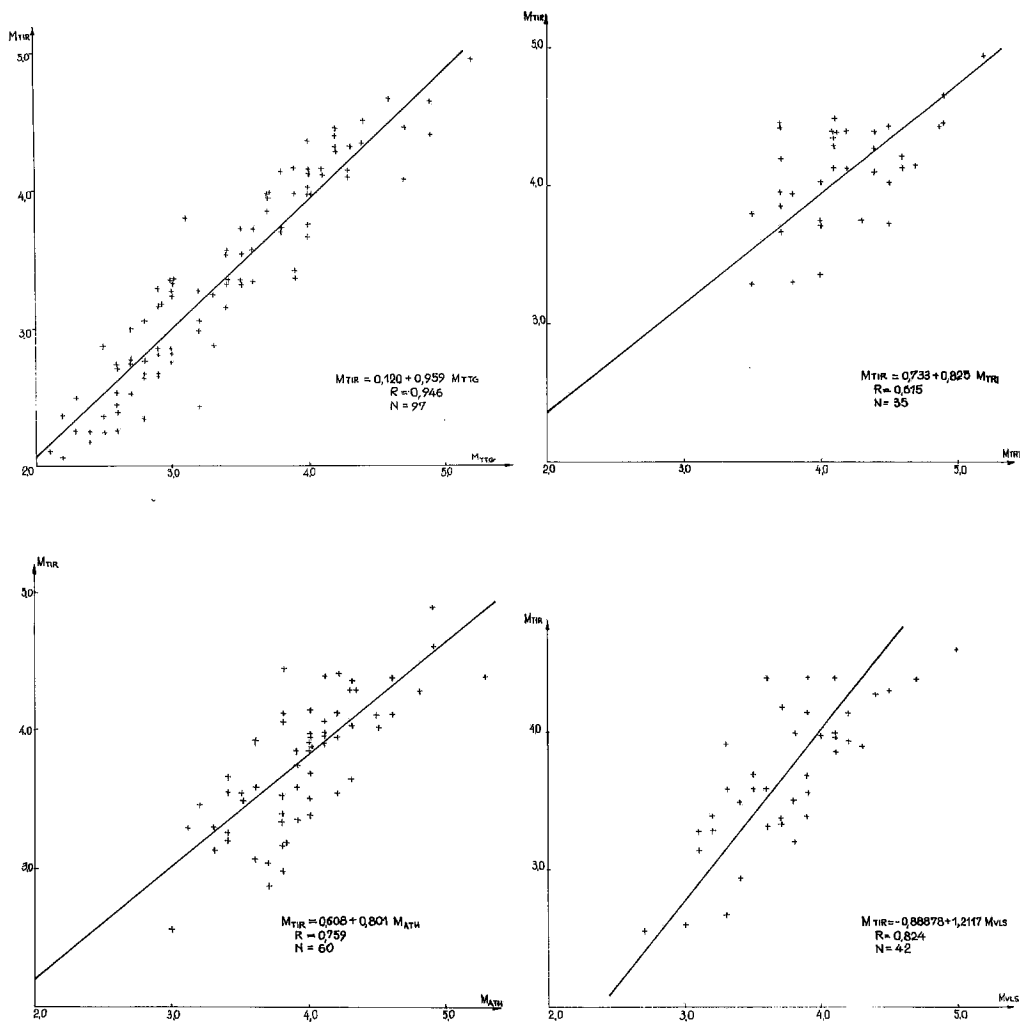 MTIR
5,0
4,0
3,0
MTIR = 0,120 + 0,959 MTTG
R = 0,946
N = 97
2,0 3,0 4,0 MTTG 5,0
MTIR
5,0
4,0
3,0
MTIR = 0,733 + 0,825 MTRI
R = 0,615
N = 35
2,0 3,0 4,0 5,0 MTRI
MTIR
5,0
4,0
3,0
MTIR = 0,608 + 0,801 MATH
R = 0,759
N = 60
2,0 3,0 4,0 MATH 5,0
MTIR
4,0
3,0
MTIR = -0,88878 + 1,2117 MVLS
R = 0,824
N = 42
2,0 3,0 4,0 5,0 MVLS